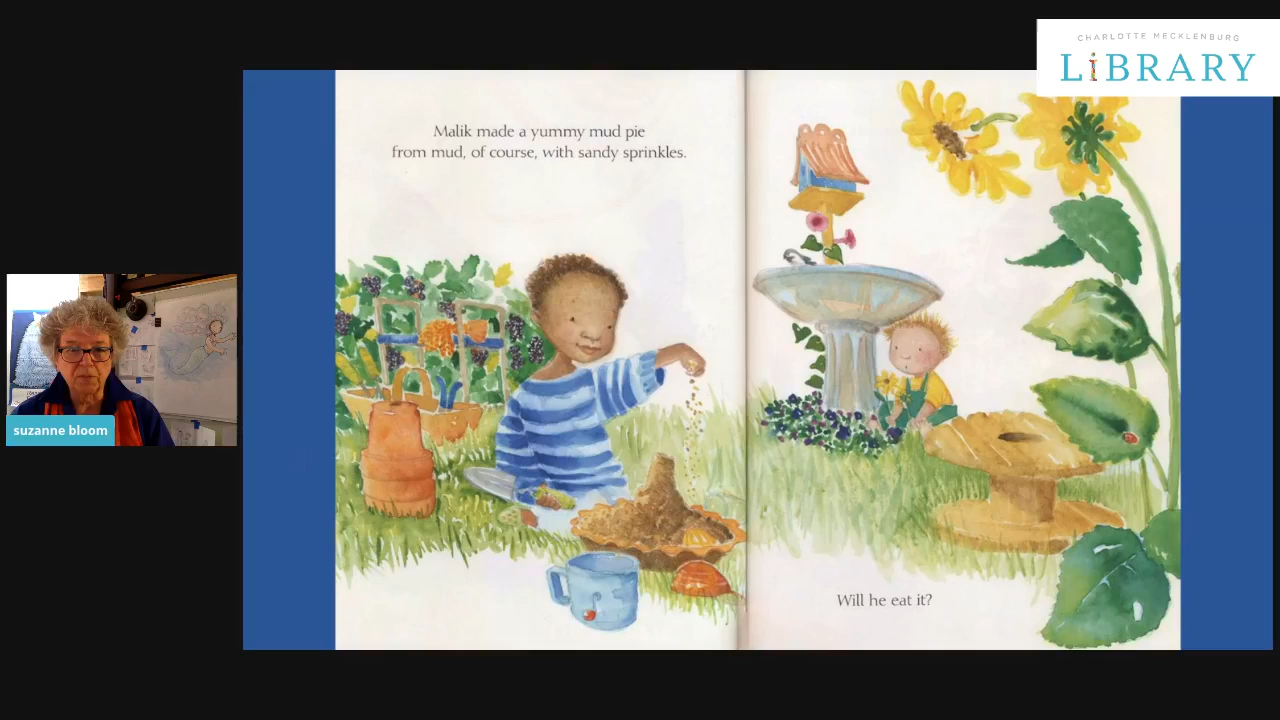 CHARLOTTE MECKLENBURG
LiBRARY
Malik made a yummy mud pie
from mud, of course, with sandy sprinkles.
suzanne bloom
Will he eat it?